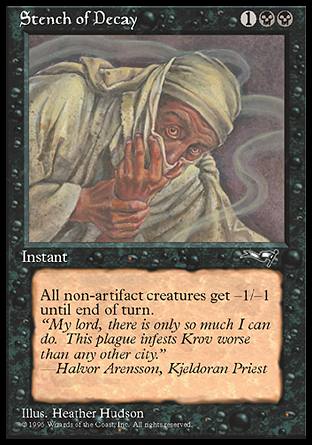 Stench of Decay 1
Instant
All non-artifact creatures get –1/–1
until end of turn.
“My lord, there is only so much I can
do. This plague infests Krov worse
than any other city.”
—Halvor Arensson, Kjeldoran Priest
Illus. Heather Hudson
©1996 Wizards of the Coast, Inc. All rights reserved.